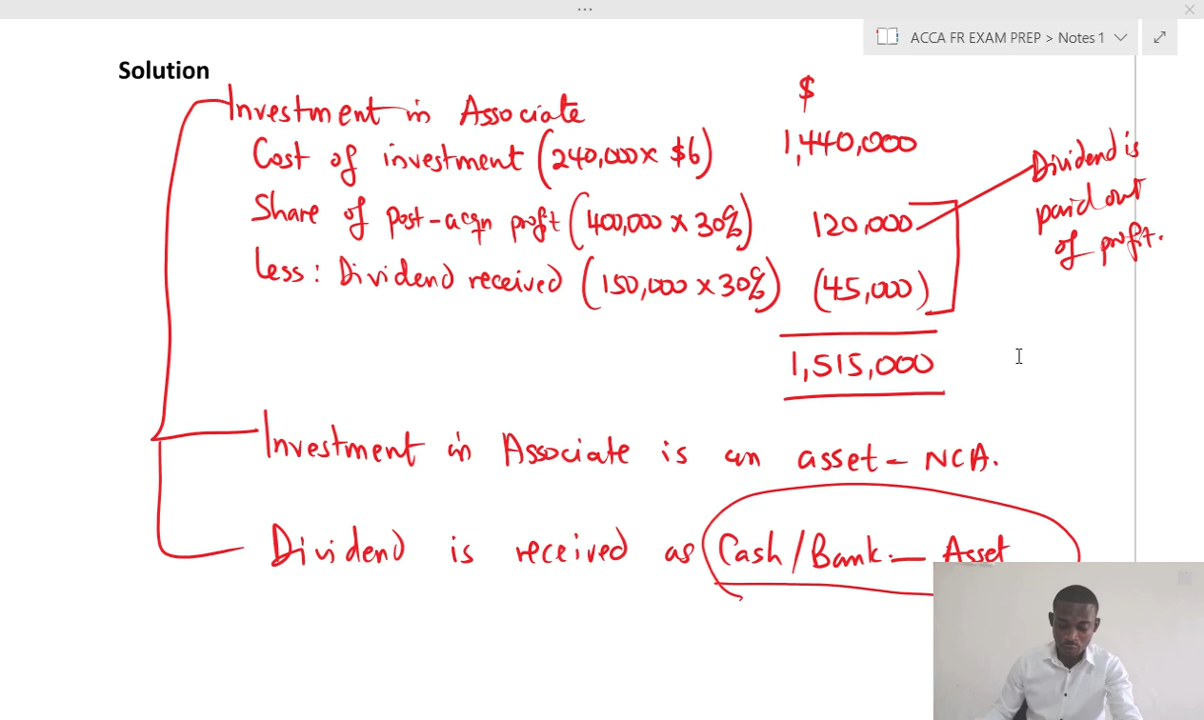 ACCA FR EXAM PREP > Notes 1
Solution
$
Investment in Associate
Cost of investment (240,000 x $6) 1,440,000
Share of Post-acqn profit (400,000 x 30%) 120,000
Less: Dividend received (150,000 x 30%) (45,000)
1,515,000
Dividend is
paid out
of profit.
Investment in Associate is an asset - NCA.
Dividend is received as Cash/Bank - Asset